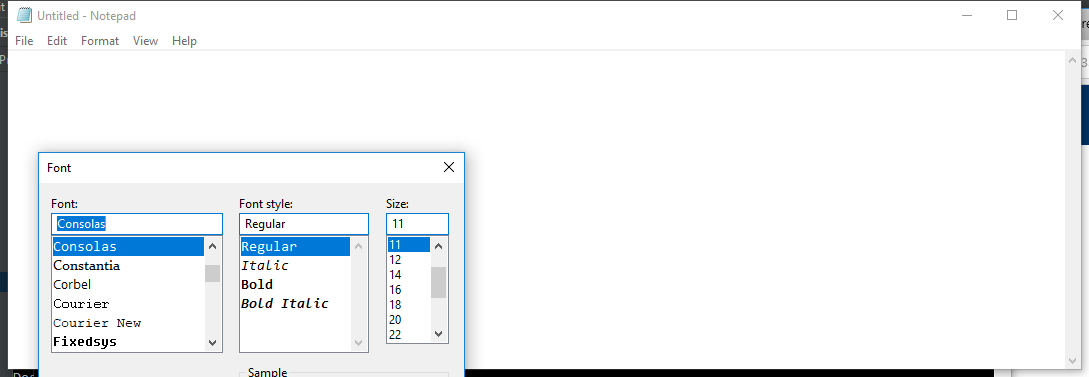 Untitled - Notepad
File Edit Format View Help
Font
Font: Font style: Size:
Consolas Regular 11
Consolas Regular 11
Constantia Italic 12
Corbel Bold 14
Courier Bold Italic 16
Courier New 18
Fixedsys 20
22
Sample